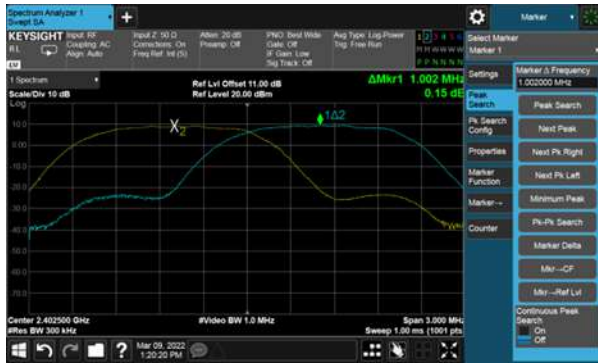 Spectrum Analyzer 1
Swept SA
+
Marker
KEYSIGHT
Input: RF
Input Z: 50 Ω
Atten: 20 dB
PNO: Best Wide
Avg Type: Log-Power
1 2 3 4 5 6
RL
Coupling: AC
Corrections: On
Preamp: Off
Gate: Off
Trig: Free Run
M M W W W W
Align: Auto
Freq Ref: Int (S)
IF Gain: Low
P P N N N N
Sig Track: Off
LW
Select Marker
Marker 1
1 Spectrum
Ref Lvl Offset 11.00 dB
ΔMkr1 1.002 MHz
Scale/Div 10 dB
Ref Level 20.00 dBm
0.15 dB
Log
10.0
0.00
-10.0
-20.0
-30.0
-40.0
-50.0
-60.0
-70.0
X2
1Δ2
Center 2.402500 GHz
#Video BW 1.0 MHz
Span 3.000 MHz
#Res BW 300 kHz
Sweep 1.00 ms (1001 pts)
Settings
Peak
Search
Pk Search
Config
Properties
Marker
Function
Marker→
Counter
Marker Δ Frequency
1.002000 MHz
Peak Search
Next Peak
Next Pk Right
Next Pk Left
Minimum Peak
Pk-Pk Search
Marker Delta
Mkr→CF
Mkr→Ref Lvl
Continuous Peak
Search
On
Off
?
Mar 09, 2022
1:20:20 PM